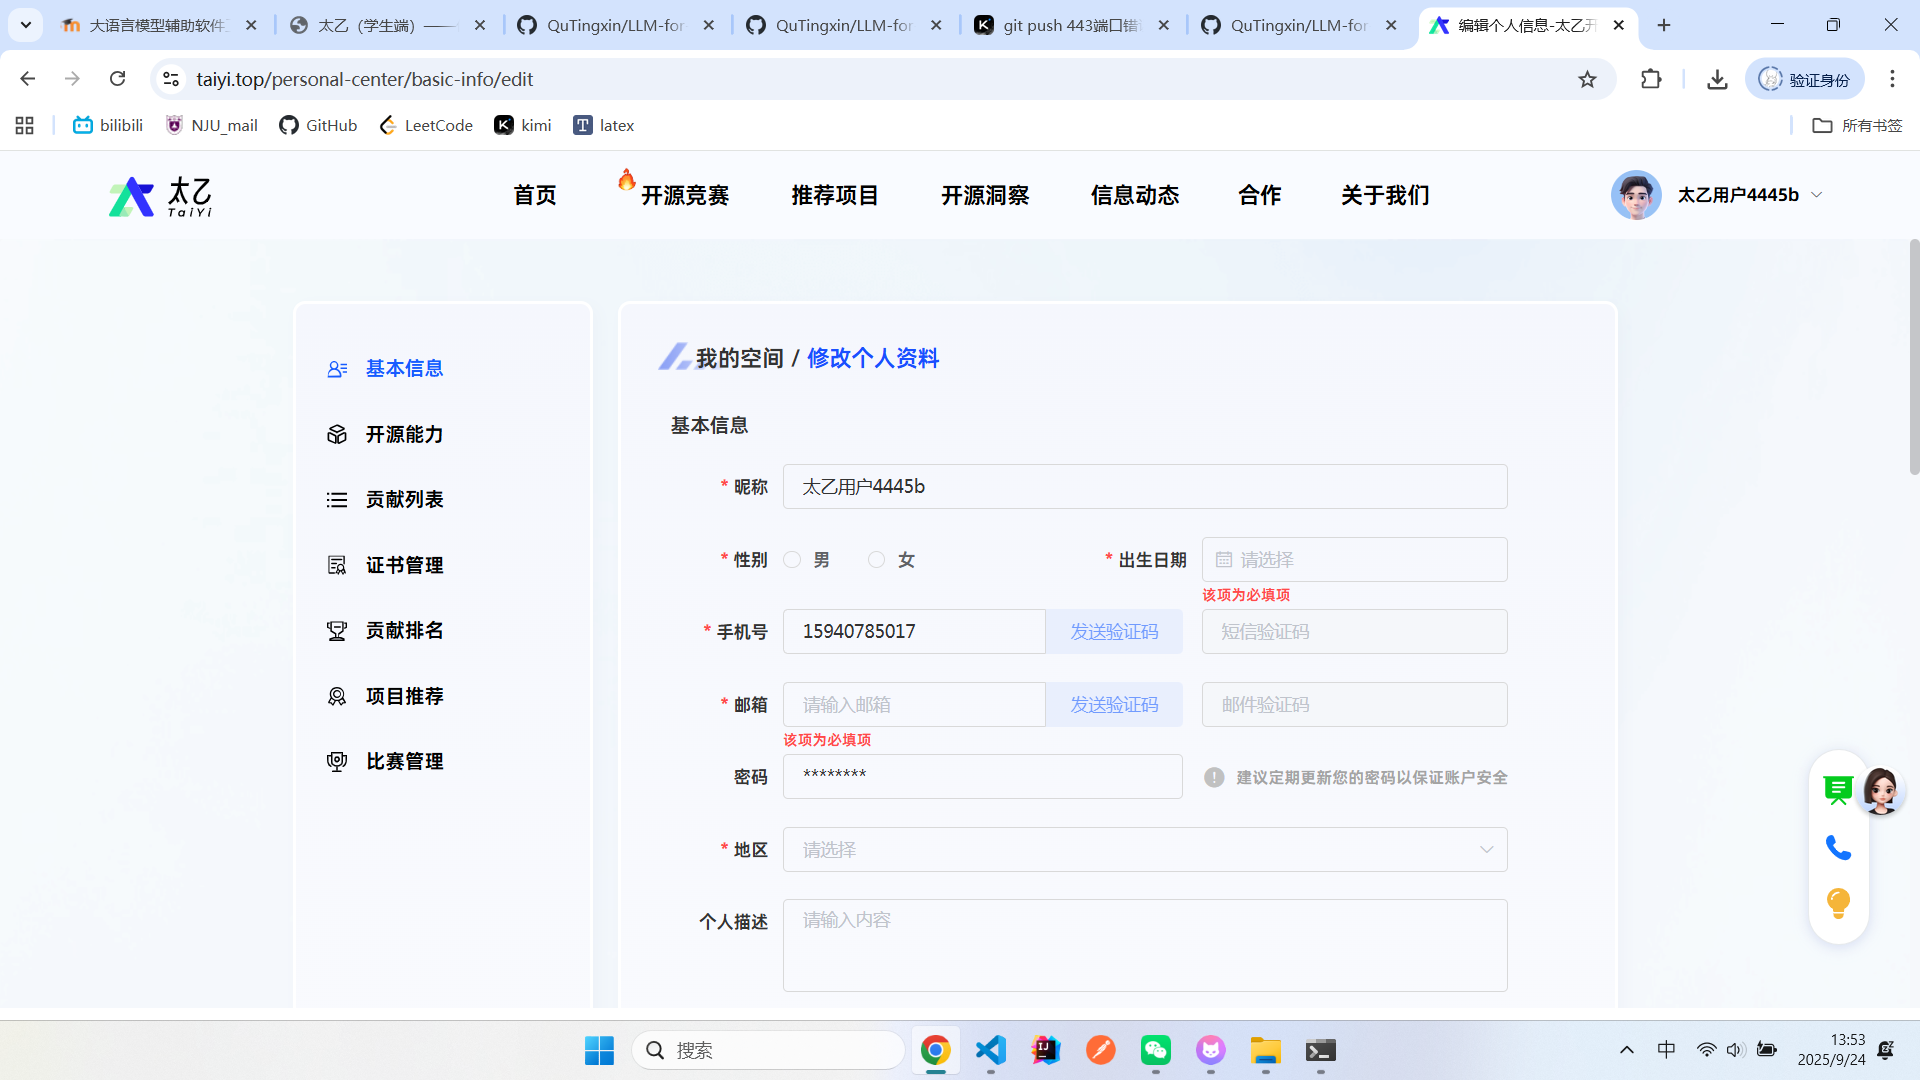 大语言模型辅助软件工
太乙（学生端）——
QuTingxin/LLM-for
QuTingxin/LLM-for
git push 443端口错
QuTingxin/LLM-for
编辑个人信息-太乙开
taiyi.top/personal-center/basic-info/edit
验证身份
bilibili
NJU_mail
GitHub
LeetCode
kimi
latex
所有书签
太乙
TaiYi
首页
开源竞赛
推荐项目
开源洞察
信息动态
合作
关于我们
太乙用户4445b
基本信息
开源能力
贡献列表
证书管理
贡献排名
项目推荐
比赛管理
我的空间 / 修改个人资料
基本信息
* 昵称
太乙用户4445b
* 性别
男
女
* 出生日期
请选择
该项为必填项
* 手机号
15940785017
发送验证码
短信验证码
* 邮箱
请输入邮箱
发送验证码
邮件验证码
该项为必填项
密码
********
建议定期更新您的密码以保证账户安全
* 地区
请选择
个人描述
请输入内容
搜索
中
13:53
2025/9/24